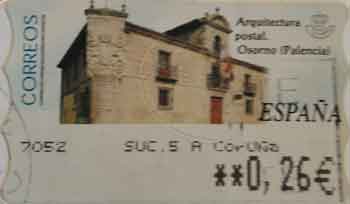 CORREOS
Arquitectura
postal.
Osorno (Palencia)
ESPAÑA
7052 SUC.5 A CorUÑa
**0,26€